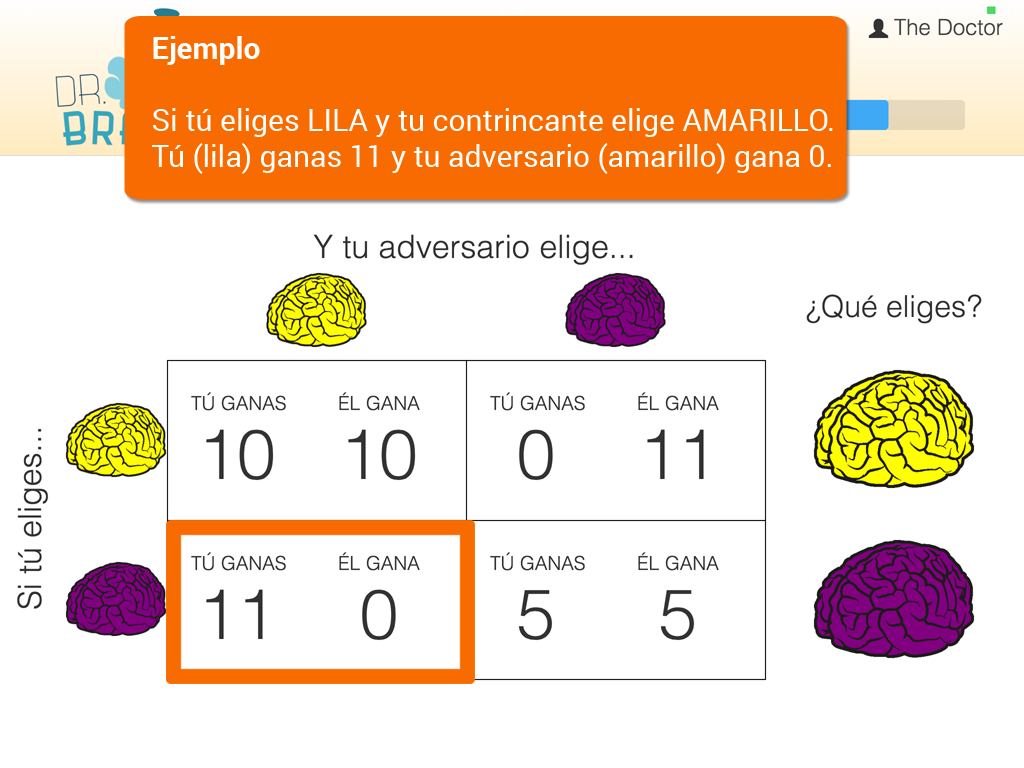 The Doctor
Ejemplo
DR.
Si tú eliges LILA y tu contrincante elige AMARILLO.
Tú (lila) ganas 11 y tu adversario (amarillo) gana 0.
Y tu adversario elige...
¿Qué eliges?
Si tú eliges...
TÚ GANAS ÉL GANA TÚ GANAS ÉL GANA
10 10 0 11
TÚ GANAS ÉL GANA TÚ GANAS ÉL GANA
11 0 5 5